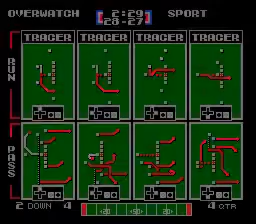 OVERWATCH 2:29 SPORT
28-27
TRACER TRACER TRACER TRACER
RUN
PASS
2 DOWN 4 4 QTR